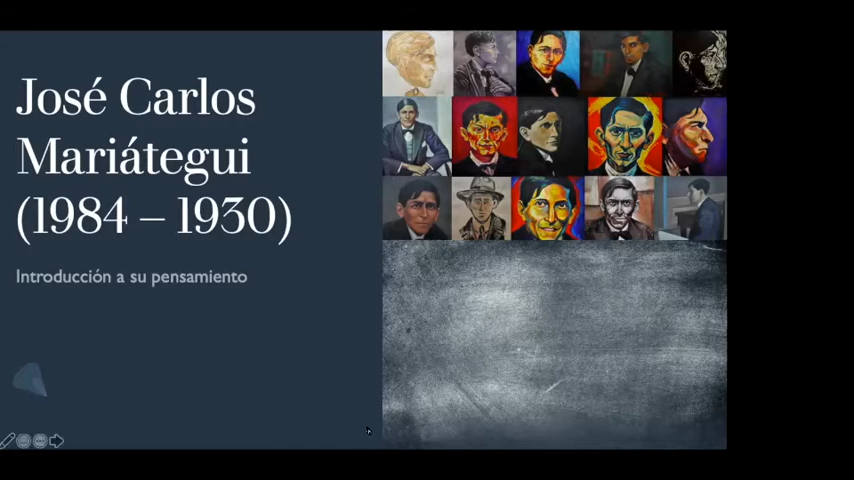 José Carlos
Mariátegui
(1984 – 1930)
Introducción a su pensamiento